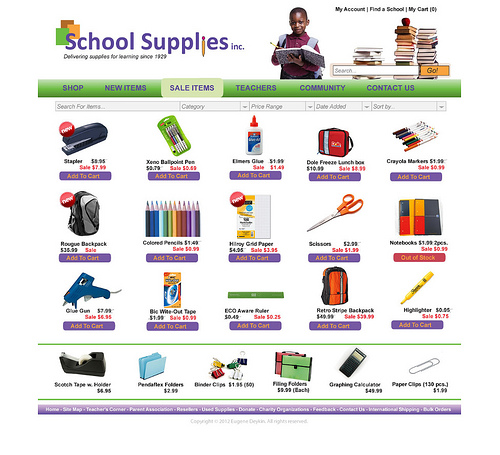 My Account | Find a School | My Cart (0)
School Supplies inc.
Delivering supplies for learning since 1929
Search... Go!
SHOP NEW ITEMS SALE ITEMS TEACHERS COMMUNITY CONTACT US
Search For Items... Category Price Range Date Added Sort by..
new
Stapler $8.95
Sale $7.99
Add To Cart
Xeno Ballpoint Pen
$0.79 Sale $0.69
Add To Cart
Elmers Glue $1.99
Sale $1.49
Add To Cart
Dole Freeze Lunch box
$10.99 Sale $8.99
Add To Cart
Crayola Markers $1.99
Sale $0.99
Add To Cart
Rougue Backpack
$35.99
Add To Cart
Colored Pencils $1.49
Sale $0.99
Add To Cart
new
Hilroy Grid Paper
$4.95 Sale $3.95
Add To Cart
Scissors $2.99
Sale $1.99
Add To Cart
Notebooks $1.99 2pcs.
Sale $0.99
Out of Stock
Glue Gun $7.99
Sale $6.95
Add To Cart
Bic Wite-Out Tape
$1.99 Sale $0.99
Add To Cart
ECO Aware Ruler
$0.49 Sale $0.25
Add To Cart
Retro Stripe Backpack
$49.99 Sale $39.99
Add To Cart
Highlighter $0.95
Sale $0.75
Add To Cart
Scotch Tape w. Holder
$6.95
Pendaflex Folders
$2.99
Binder Clips $1.95 (50)
Filing Folders
$9.99 (Each)
Graphing Calculator
$49.99
Paper Clips (130 pcs.)
$1.99
Home - Site Map - Teacher's Corner - Parent Association - Resellers - Used Supplies - Donate - Charity Organizations - Feedback - Contact Us - International Shipping - Bulk Orders